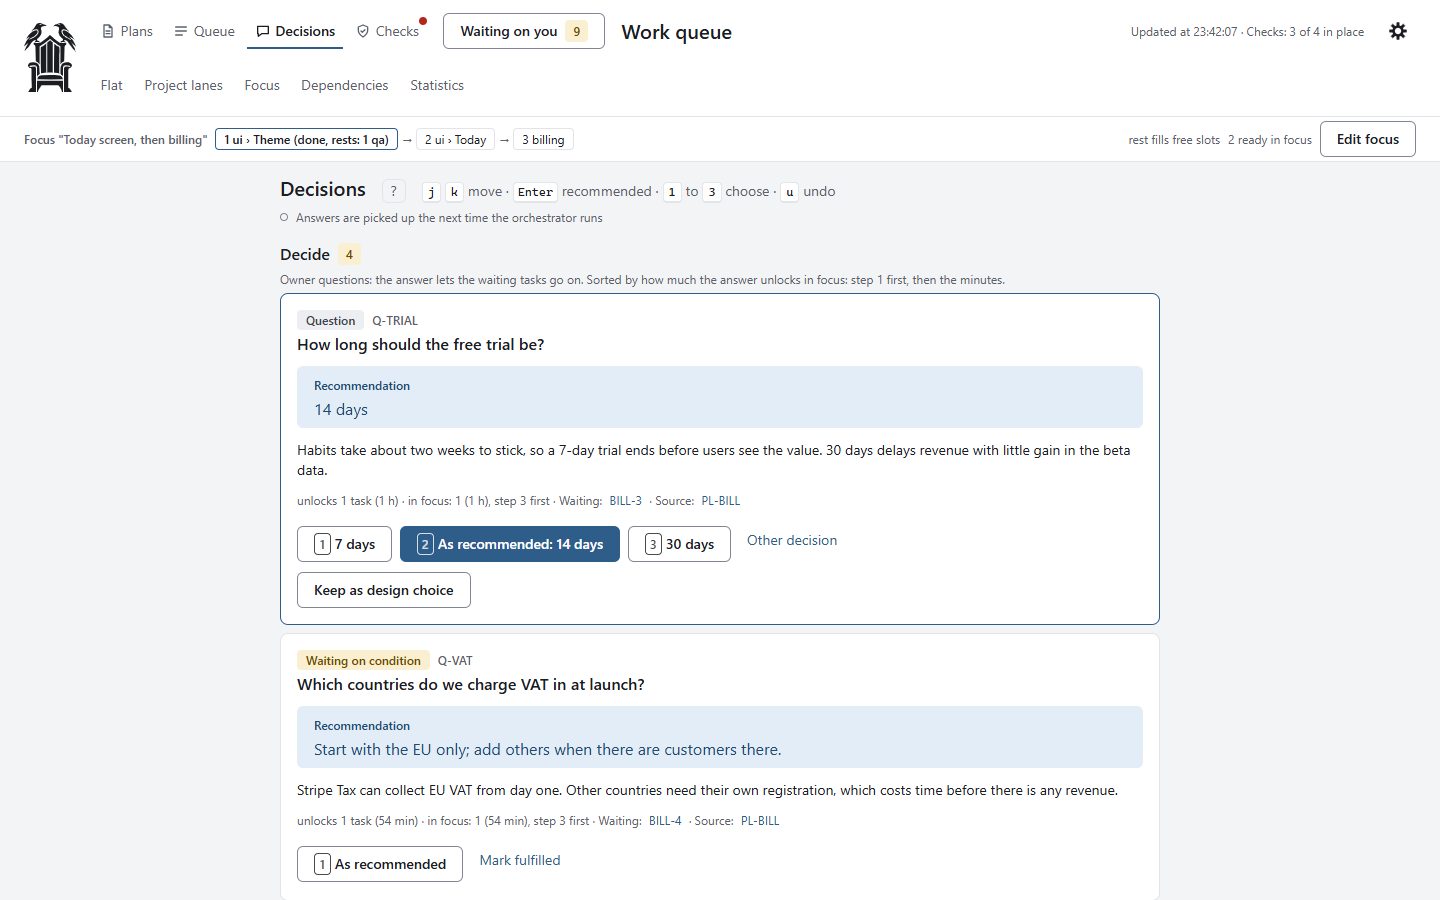 Plans Queue Decisions Checks Waiting on you 9 Work queue Updated at 23:42:07 · Checks: 3 of 4 in place
Flat Project lanes Focus Dependencies Statistics
Focus "Today screen, then billing" 1 ui › Theme (done, rests: 1 qa) → 2 ui › Today → 3 billing rest fills free slots 2 ready in focus Edit focus
Decisions ? j k move · Enter recommended · 1 to 3 choose · u undo
Answers are picked up the next time the orchestrator runs
Decide 4
Owner questions: the answer lets the waiting tasks go on. Sorted by how much the answer unlocks in focus: step 1 first, then the minutes.
Question Q-TRIAL
How long should the free trial be?
Recommendation
14 days
Habits take about two weeks to stick, so a 7-day trial ends before users see the value. 30 days delays revenue with little gain in the beta
data.
unlocks 1 task (1 h) · in focus: 1 (1 h), step 3 first · Waiting: BILL-3 · Source: PL-BILL
1 7 days 2 As recommended: 14 days 3 30 days Other decision
Keep as design choice
Waiting on condition Q-VAT
Which countries do we charge VAT in at launch?
Recommendation
Start with the EU only; add others when there are customers there.
Stripe Tax can collect EU VAT from day one. Other countries need their own registration, which costs time before there is any revenue.
unlocks 1 task (54 min) · in focus: 1 (54 min), step 3 first · Waiting: BILL-4 · Source: PL-BILL
1 As recommended Mark fulfilled